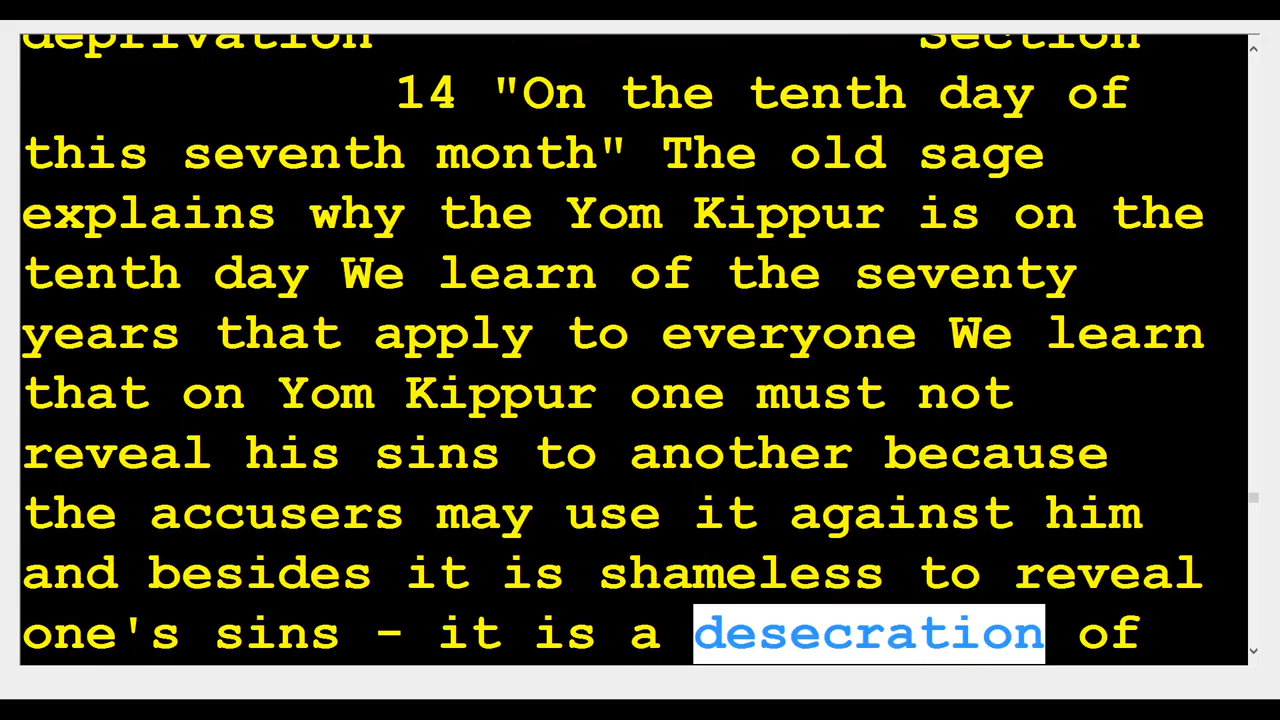 deprivation Section
14 "On the tenth day of
this seventh month" The old sage
explains why the Yom Kippur is on the
tenth day We learn of the seventy
years that apply to everyone We learn
that on Yom Kippur one must not
reveal his sins to another because
the accusers may use it against him
and besides it is shameless to reveal
one's sins - it is a desecration of